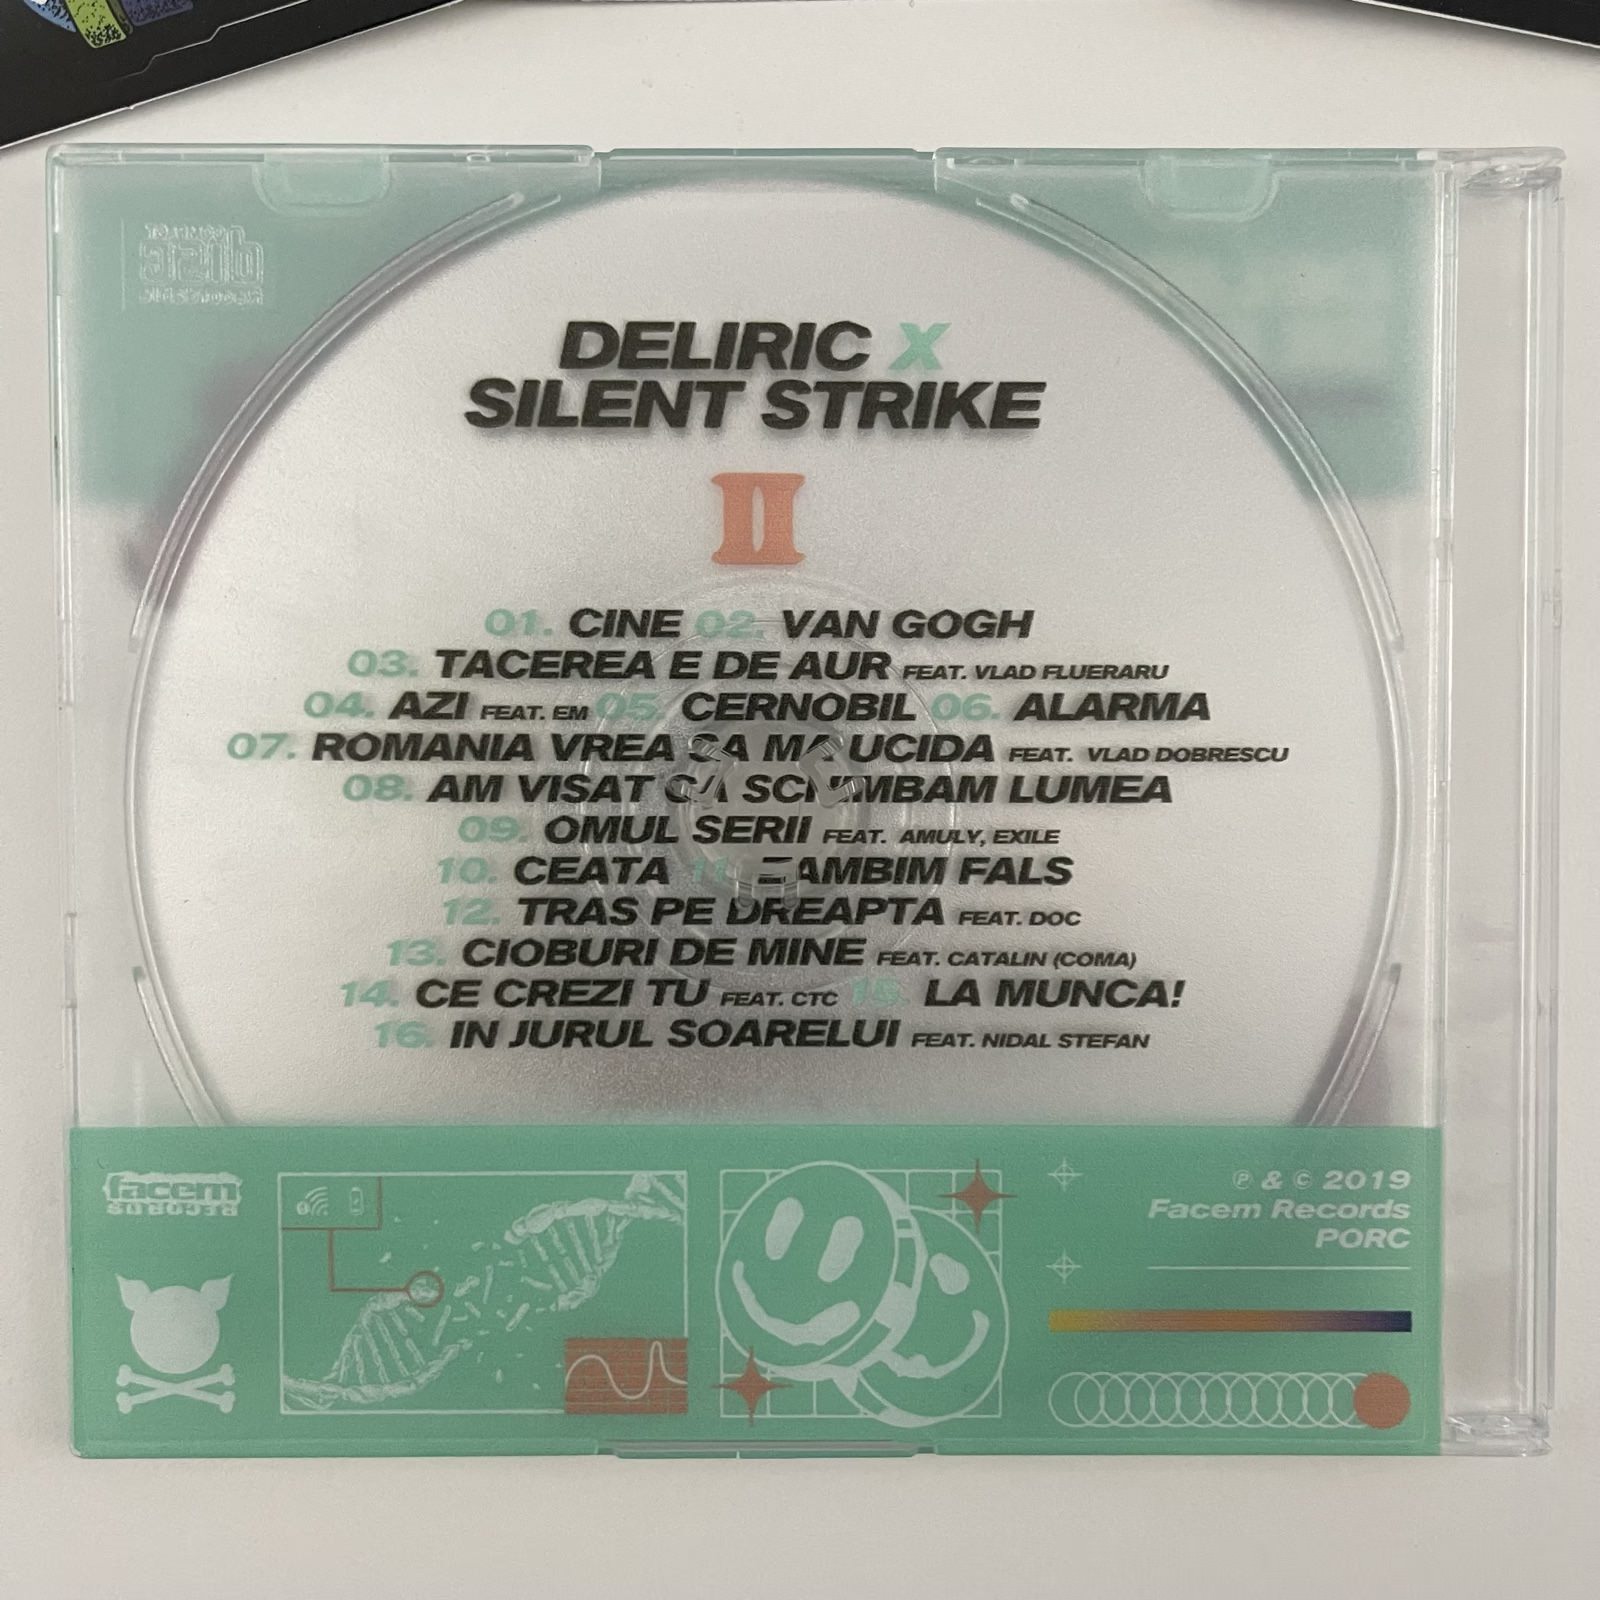 DELIRIC X
SILENT STRIKE
II
01. CINE 02. VAN GOGH
03. TACEREA E DE AUR FEAT. VLAD FLUERARU
04. AZI FEAT. EM 05. CERNOBIL 06. ALARMA
07. ROMANIA VREA SA MA UCIDA FEAT. VLAD DOBRESCU
08. AM VISAT CA SCHIMBAM LUMEA
09. OMUL SERII FEAT. AMULY, EXILE
10. CEATA 11. ZAMBIM FALS
12. TRAS PE DREAPTA FEAT. DOC
13. CIOBURI DE MINE FEAT. CATALIN (COMA)
14. CE CREZI TU FEAT. CTC 15. LA MUNCA!
16. IN JURUL SOARELUI FEAT. NIDAL STEFAN
facem
RECORDS
℗ & © 2019
Facem Records
PORC